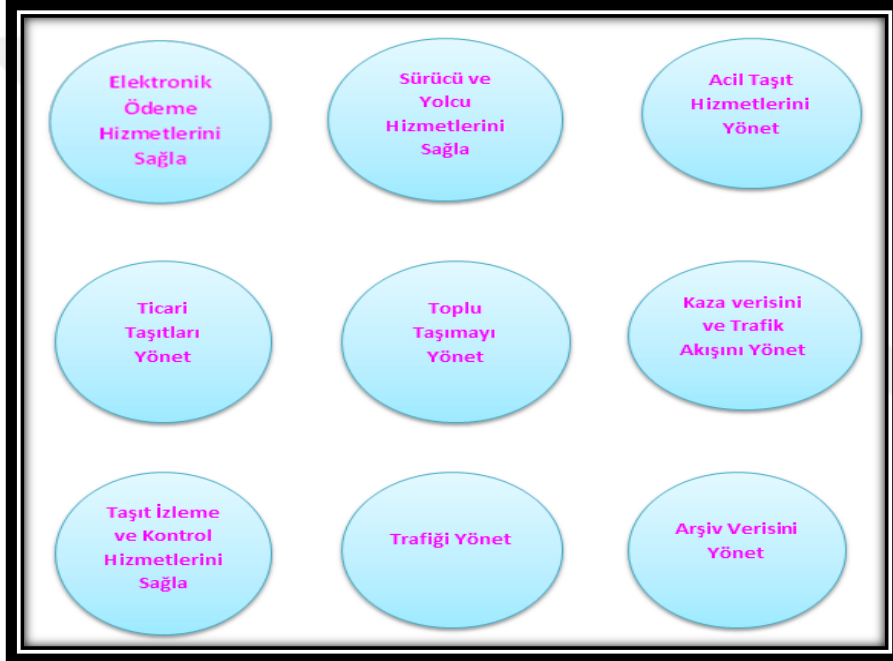 Elektronik
Ödeme
Hizmetlerini
Sağla
Sürücü ve
Yolcu
Hizmetlerini
Sağla
Acil Taşıt
Hizmetlerini
Yönet
Ticari
Taşıtları
Yönet
Toplu
Taşımayı
Yönet
Kaza verisini
ve Trafik
Akışını Yönet
Taşıt İzleme
ve Kontrol
Hizmetlerini
Sağla
Trafiği Yönet
Arşiv Verisini
Yönet